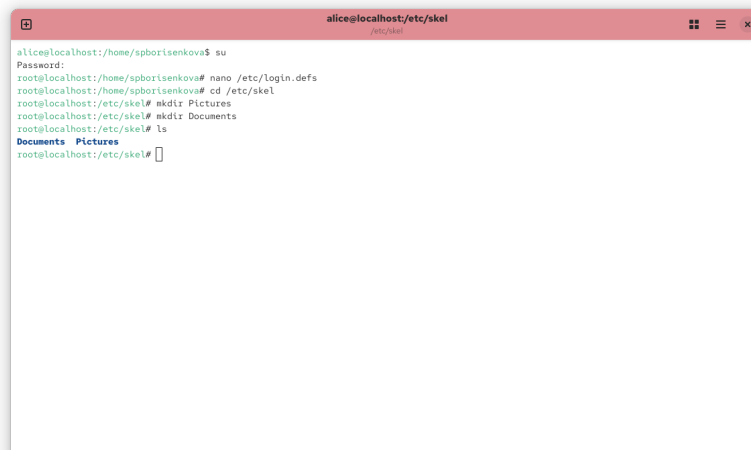 alice@localhost:/etc/skel
/etc/skel
alice@localhost:/home/spborisenkova$ su
Password:
root@localhost:/home/spborisenkova# nano /etc/login.defs
root@localhost:/home/spborisenkova# cd /etc/skel
root@localhost:/etc/skel# mkdir Pictures
root@localhost:/etc/skel# mkdir Documents
root@localhost:/etc/skel# ls
Documents  Pictures
root@localhost:/etc/skel#